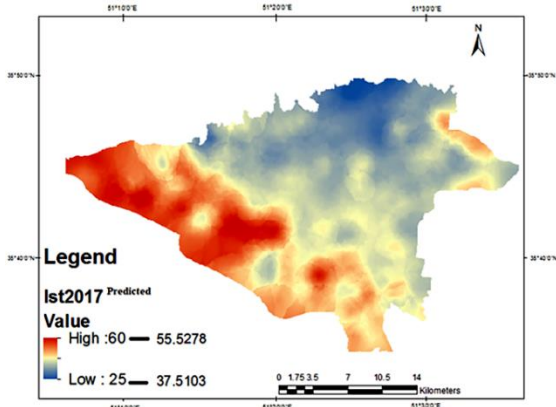 51°10'0"E 51°20'0"E 51°30'0"E
N
35°50'0"N 35°50'0"N
35°40'0"N 35°40'0"N
Legend
lst2017 Predicted
Value
High :60 — 55.5278
Low : 25 — 37.5103
0 1.75 3.5 7 10.5 14
Kilometers